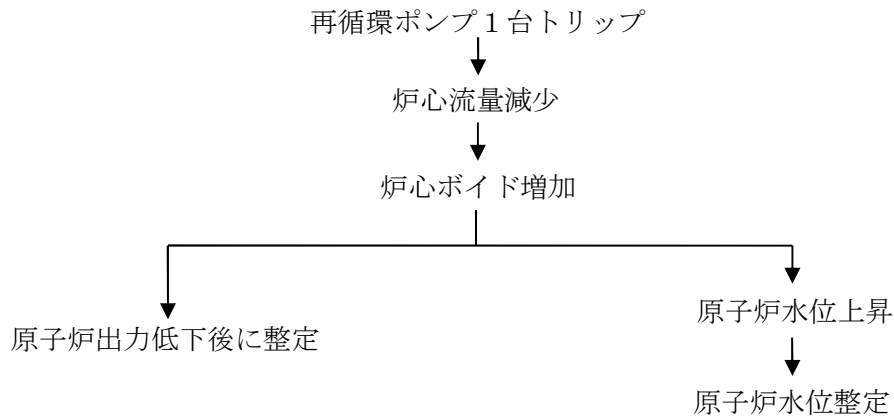 再循環ポンプ１台トリップ
炉心流量減少
炉心ボイド増加
原子炉出力低下後に整定
原子炉水位上昇
原子炉水位整定